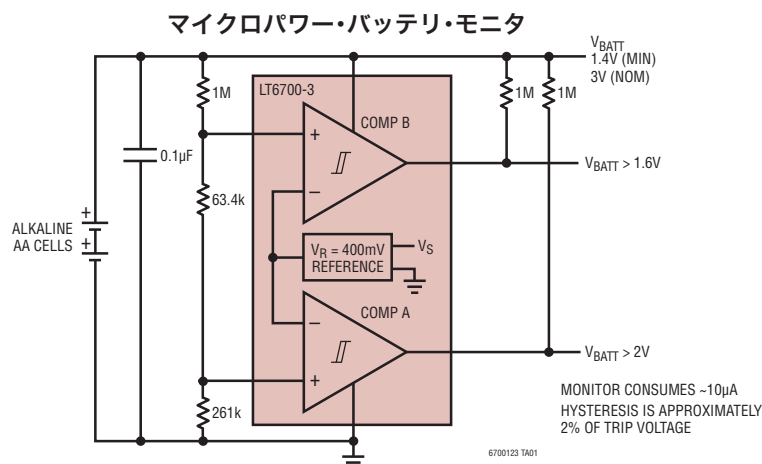 マイクロパワー・バッテリ・モニタ
VBATT
1.4V (MIN)
3V (NOM)
LT6700-3
1M
COMP B
1M
1M
+
0.1µF
VBATT > 1.6V
63.4k
–
+
+
ALKALINE
AA CELLS
VR = 400mV
REFERENCE
VS
COMP A
–
VBATT > 2V
+
261k
MONITOR CONSUMES ~10µA
HYSTERESIS IS APPROXIMATELY
2% OF TRIP VOLTAGE
6700123 TA01